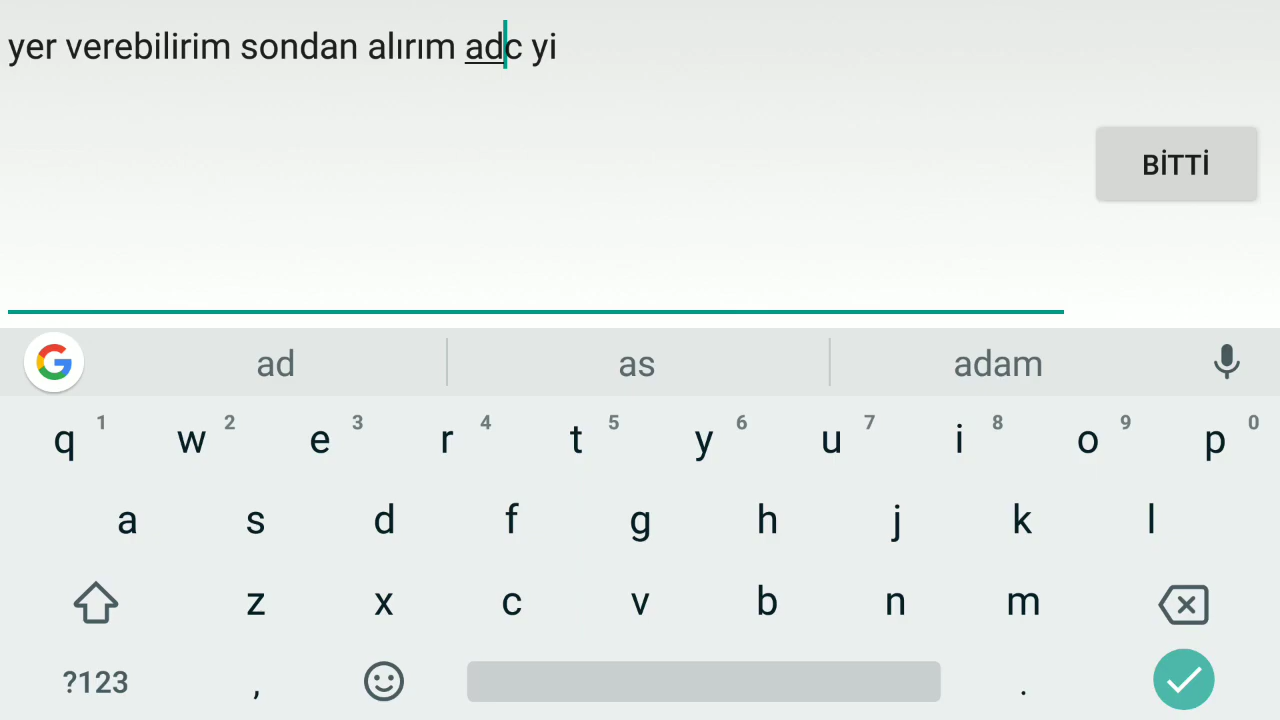 yer verebilirim sondan alırım adc yi
BİTTİ
ad as adam
q 1 w 2 e 3 r 4 t 5 y 6 u 7 i 8 o 9 p 0
a s d f g h j k l
z x c v b n m
?123 , .